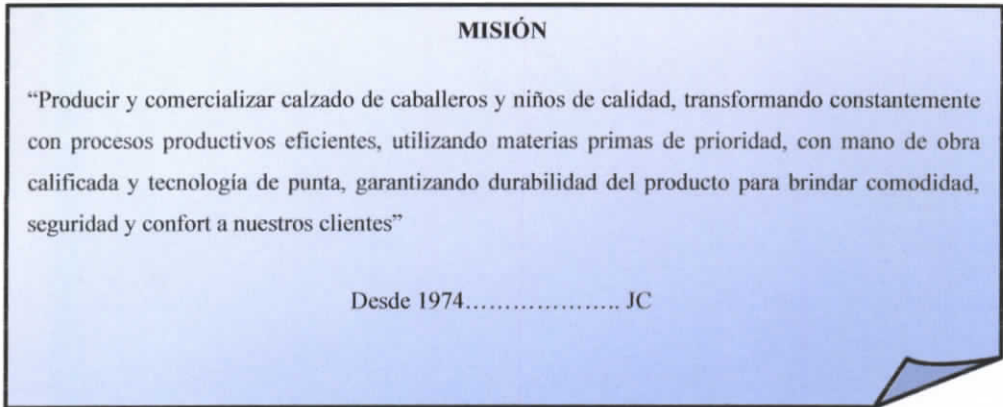 MISIÓN
“Producir y comercializar calzado de caballeros y niños de calidad, transformando constantemente
con procesos productivos eficientes, utilizando materias primas de prioridad, con mano de obra
calificada y tecnología de punta, garantizando durabilidad del producto para brindar comodidad,
seguridad y confort a nuestros clientes”
Desde 1974.................... JC